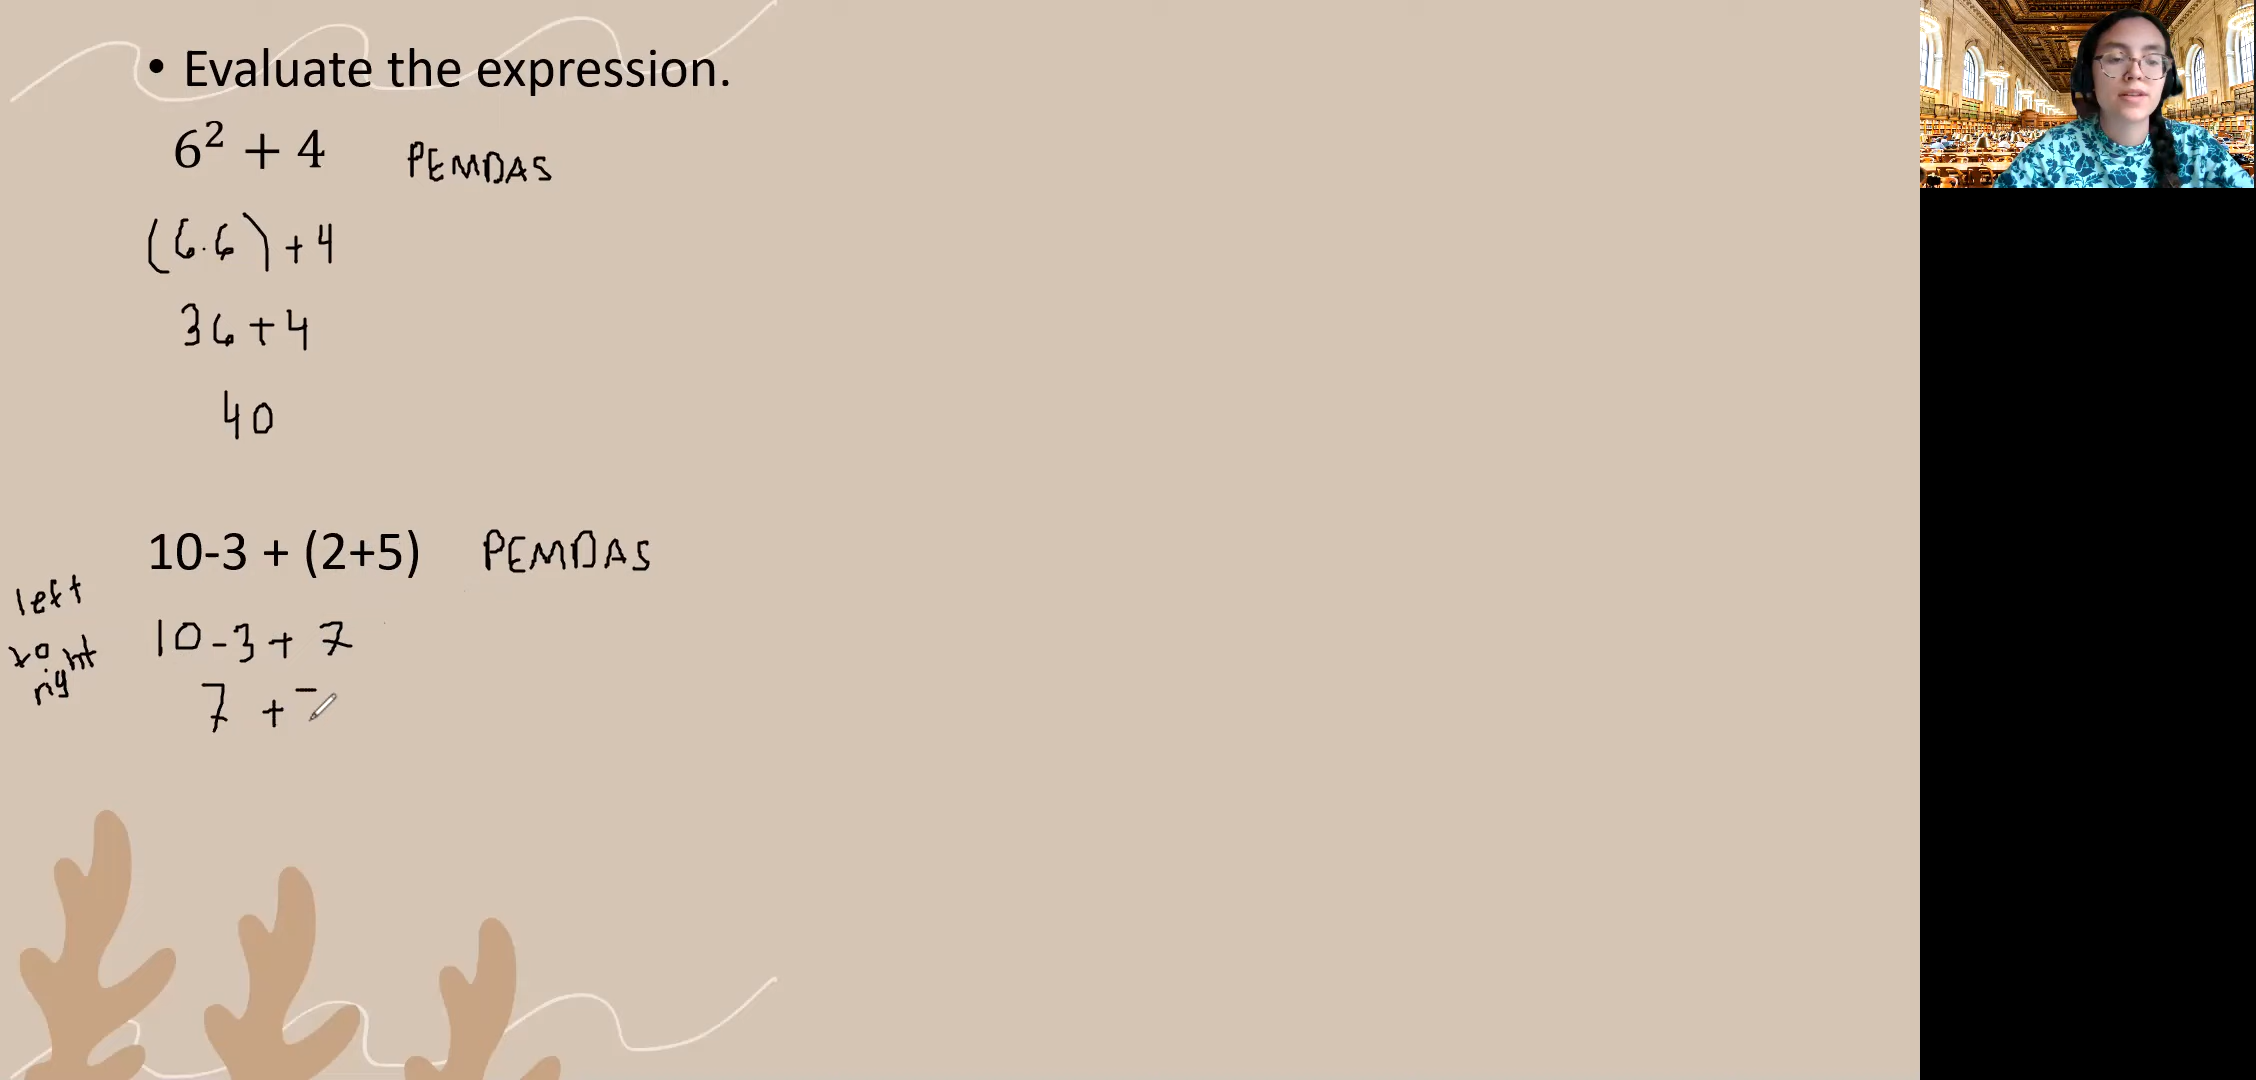 • Evaluate the expression.
6² + 4 PEMDAS
(6·6) + 4
36 + 4
40
10-3 + (2+5) PEMDAS
left
to
right
10 - 3 + 7
7 +